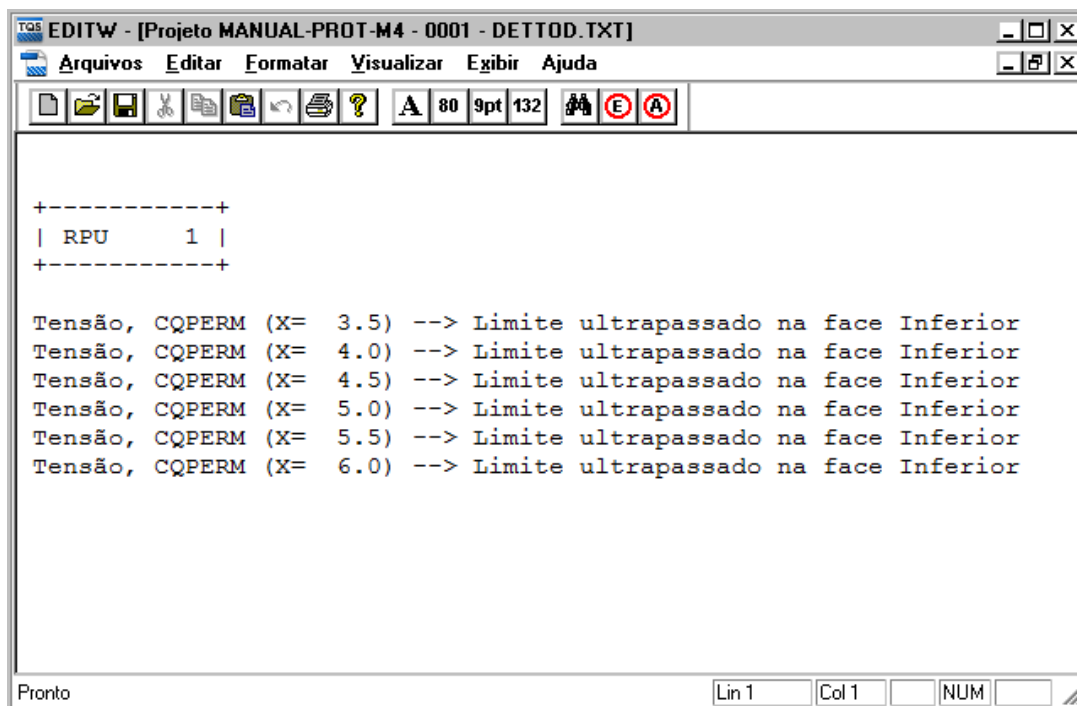 TQS EDITW - [Projeto MANUAL-PROT-M4 - 0001 - DETTOD.TXT]
Arquivos Editar Formatar Visualizar Exibir Ajuda
A 80 9pt 132 E A
+-----------+
| RPU 1 |
+-----------+
Tensão, CQPERM (X= 3.5) --> Limite ultrapassado na face Inferior
Tensão, CQPERM (X= 4.0) --> Limite ultrapassado na face Inferior
Tensão, CQPERM (X= 4.5) --> Limite ultrapassado na face Inferior
Tensão, CQPERM (X= 5.0) --> Limite ultrapassado na face Inferior
Tensão, CQPERM (X= 5.5) --> Limite ultrapassado na face Inferior
Tensão, CQPERM (X= 6.0) --> Limite ultrapassado na face Inferior
Pronto Lin 1 Col 1 NUM